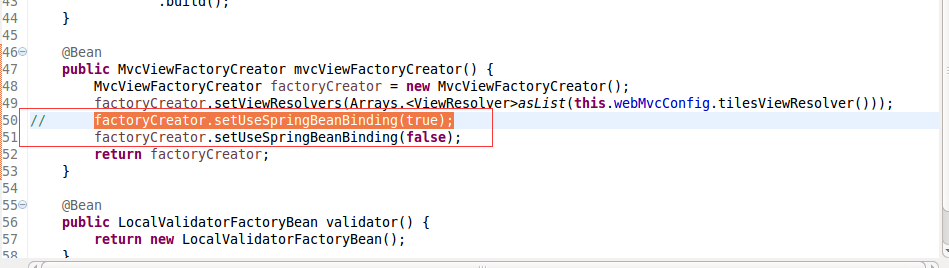 43 .build();
44 }
45
46 @Bean
47 public MvcViewFactoryCreator mvcViewFactoryCreator() {
48 MvcViewFactoryCreator factoryCreator = new MvcViewFactoryCreator();
49 factoryCreator.setViewResolvers(Arrays.<ViewResolver>asList(this.webMvcConfig.tilesViewResolver()));
50 // factoryCreator.setUseSpringBeanBinding(true);
51 factoryCreator.setUseSpringBeanBinding(false);
52 return factoryCreator;
53 }
54
55 @Bean
56 public LocalValidatorFactoryBean validator() {
57 return new LocalValidatorFactoryBean();
58 }